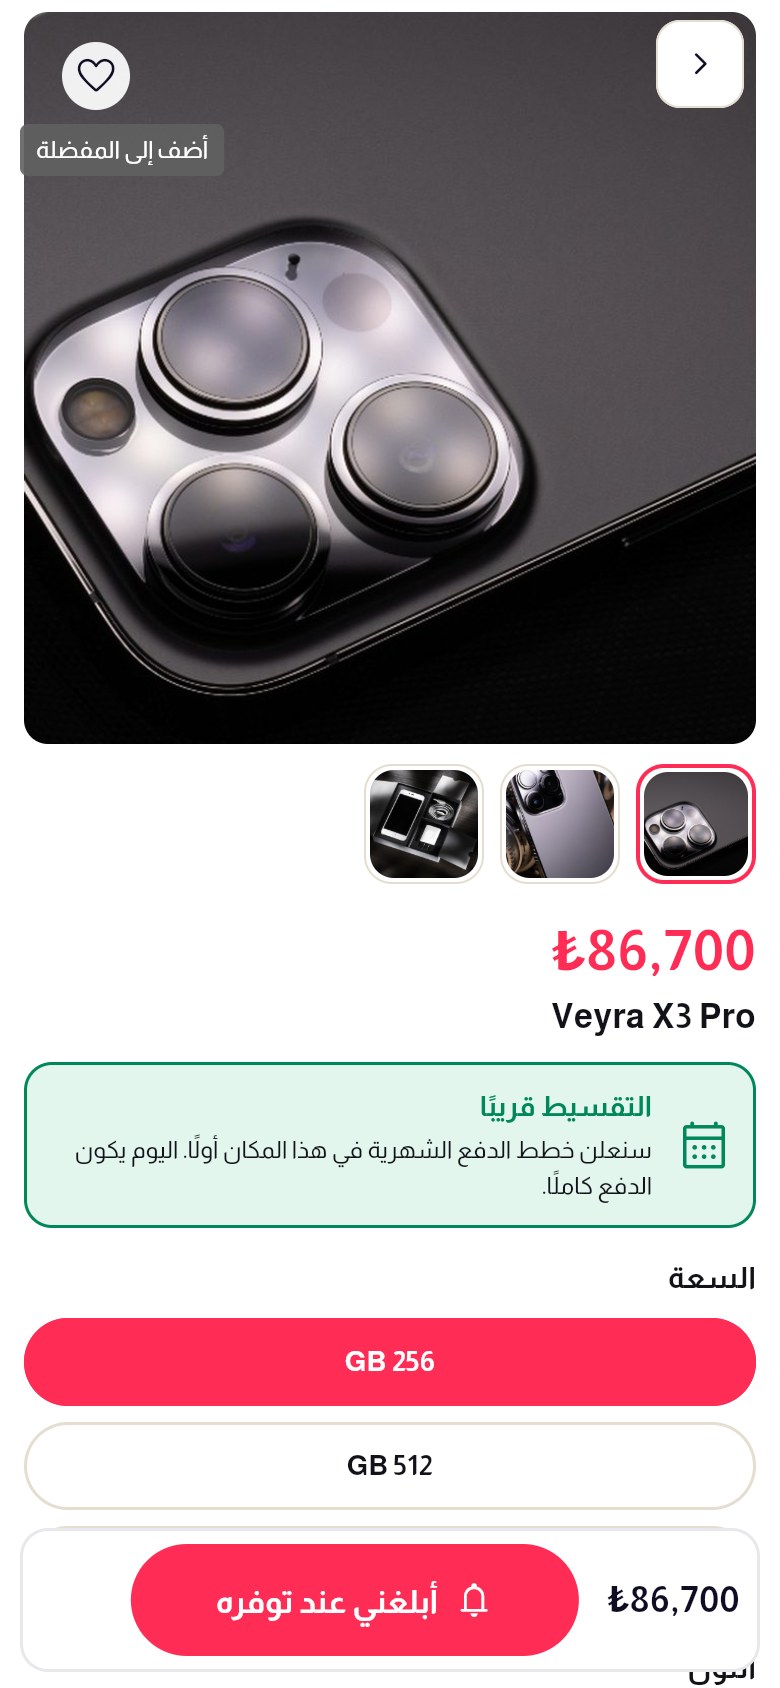 أضف إلى المفضلة
₺86,700
Veyra X3 Pro
التقسيط قريبًا
سنعلن خطط الدفع الشهرية في هذا المكان أولًا. اليوم يكون
الدفع كاملًا.
السعة
256 GB
512 GB
₺86,700
أبلغني عند توفره
اللون